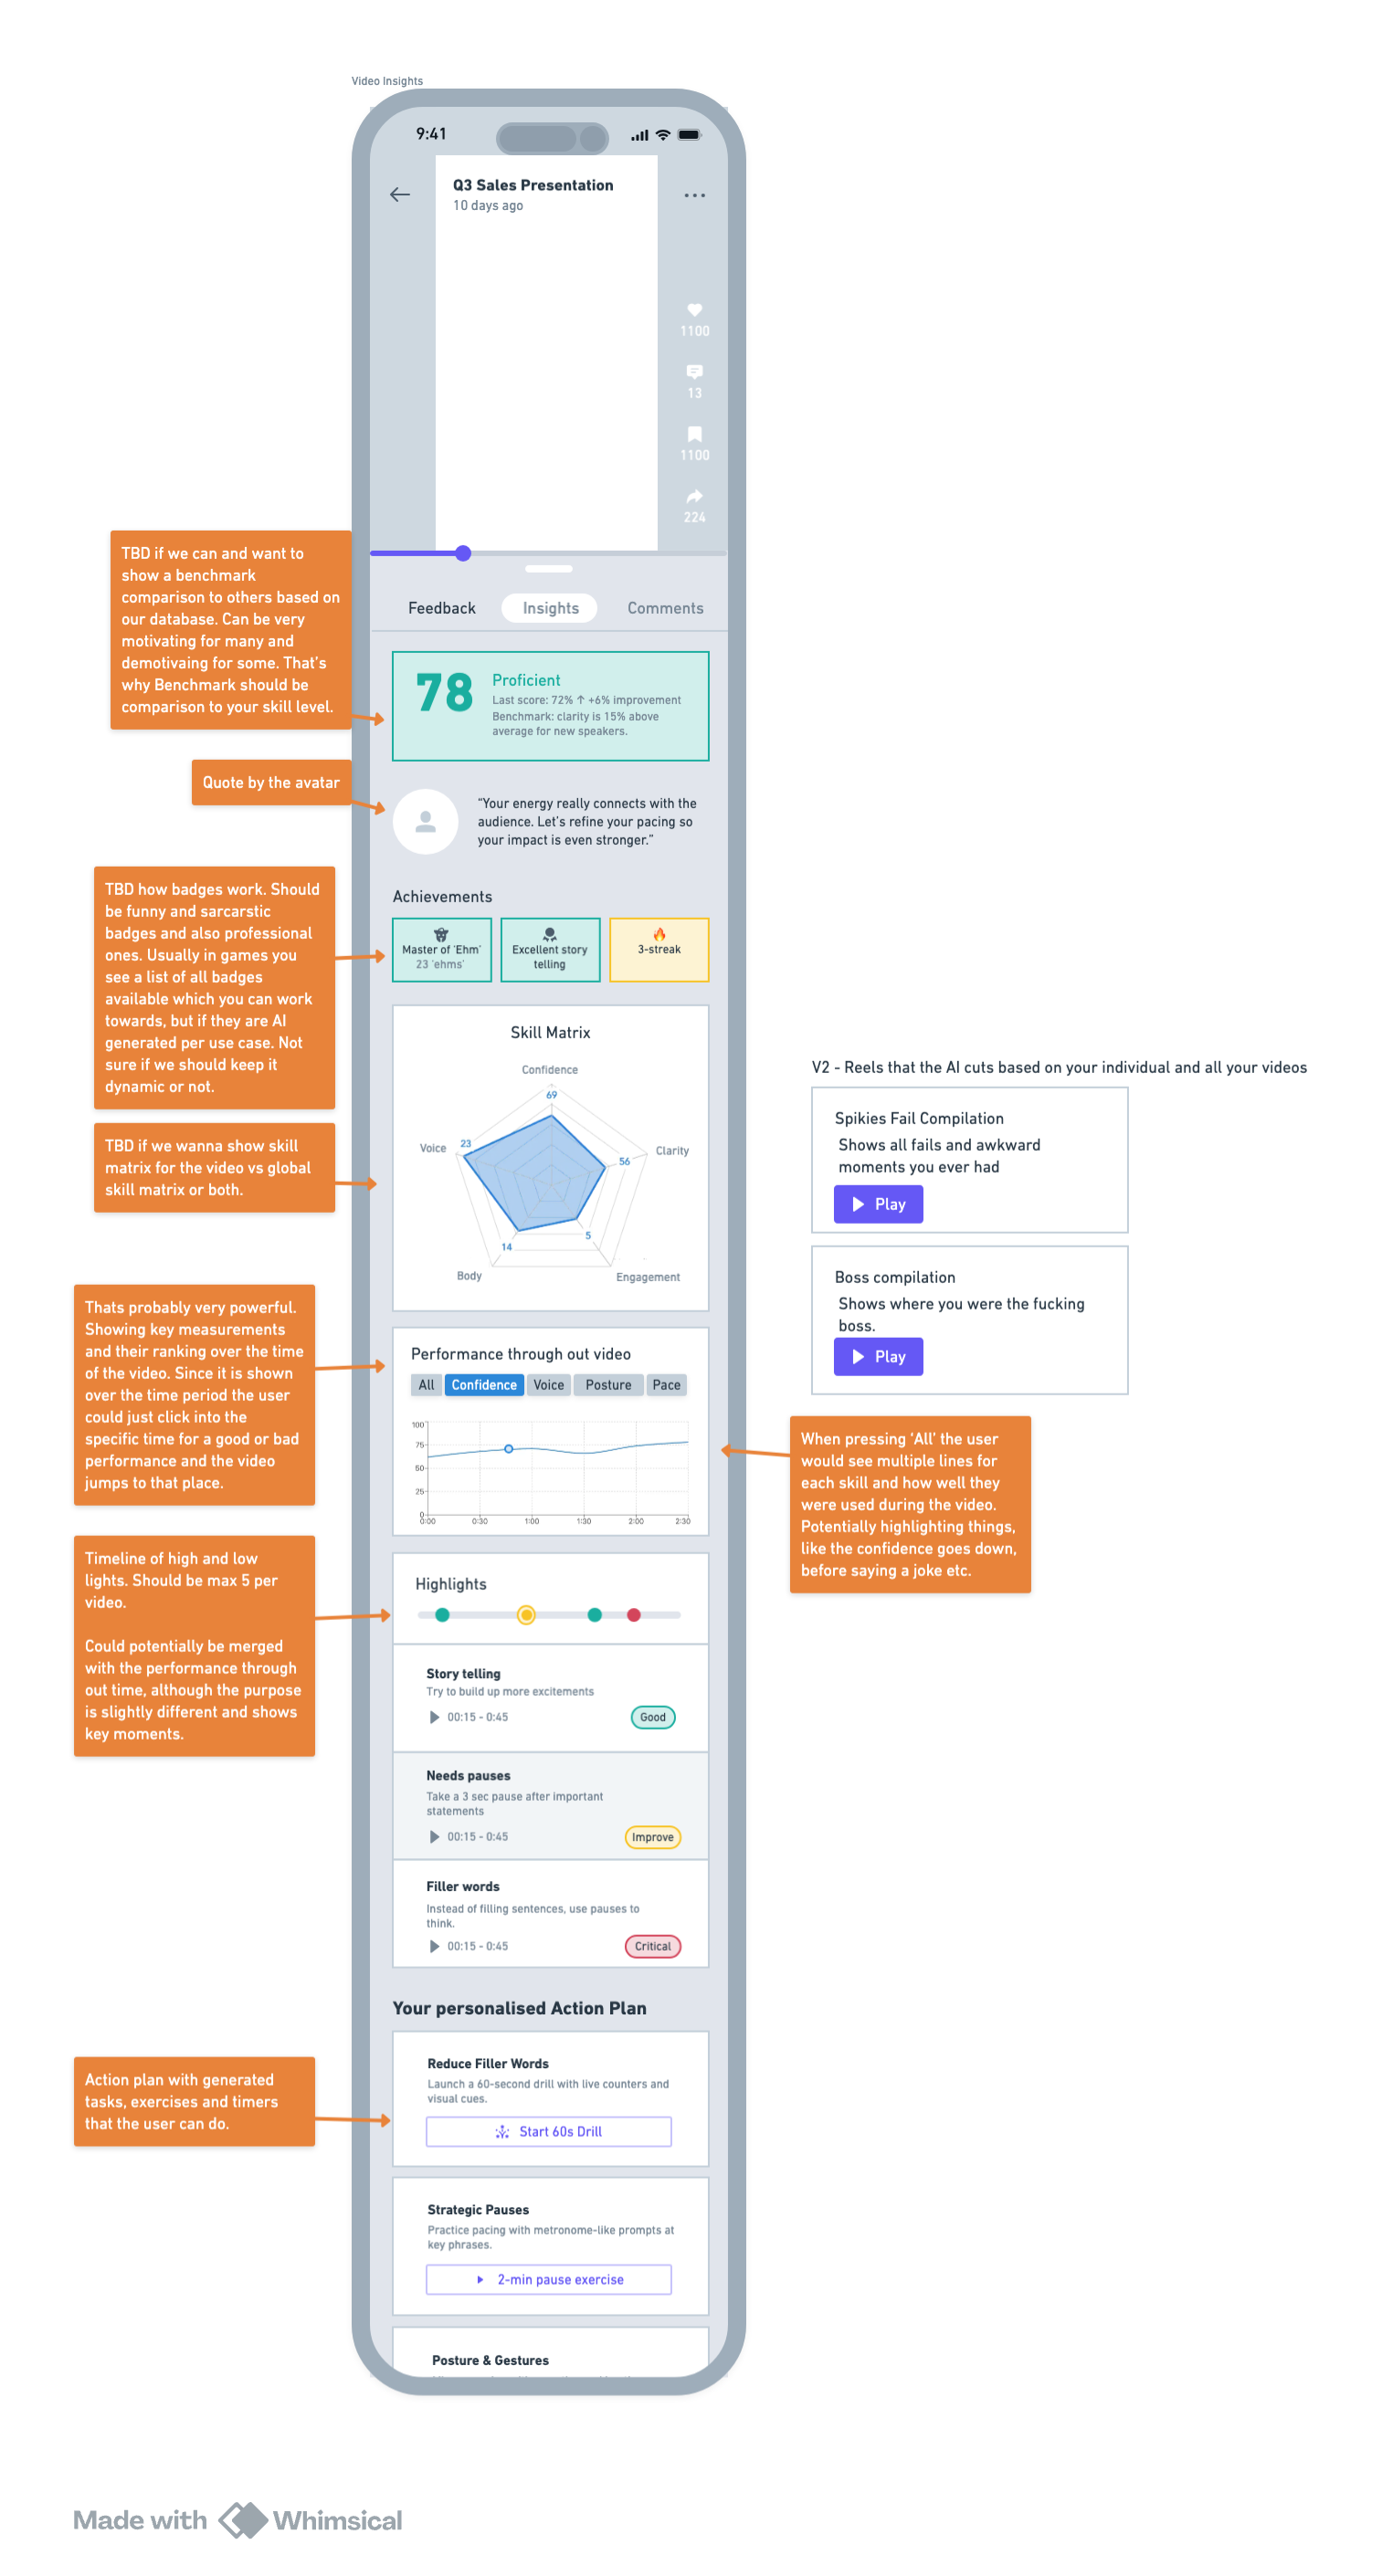 Video Insights
9:41
Q3 Sales Presentation
10 days ago
1100
13
1100
224
TBD if we can and want to
show a benchmark
comparison to others based on
our database. Can be very
motivating for many and
demotivaing for some. That's
why Benchmark should be
comparison to your skill level.
Feedback
Insights
Comments
78
Proficient
Last score: 72% ↑ +6% improvement
Benchmark: clarity is 15% above
average for new speakers.
Quote by the avatar
“Your energy really connects with the
audience. Let's refine your pacing so
your impact is even stronger.”
TBD how badges work. Should
be funny and sarcarstic
badges and also professional
ones. Usually in games you
see a list of all badges
available which you can work
towards, but if they are AI
generated per use case. Not
sure if we should keep it
dynamic or not.
Achievements
Master of 'Ehm'
23 'ehms'
Excellent story
telling
3-streak
TBD if we wanna show skill
matrix for the video vs global
skill matrix or both.
Skill Matrix
Confidence
69
Voice
23
Clarity
56
5
14
Body
Engagement
V2 - Reels that the AI cuts based on your individual and all your videos
Spikies Fail Compilation
Shows all fails and awkward
moments you ever had
Play
Boss compilation
Shows where you were the fucking
boss.
Play
Thats probably very powerful.
Showing key measurements
and their ranking over the time
of the video. Since it is shown
over the time period the user
could just click into the
specific time for a good or bad
performance and the video
jumps to that place.
Performance through out video
All
Confidence
Voice
Posture
Pace
100
75
50
25
0
0:00
0:30
1:00
1:30
2:00
2:30
When pressing 'All' the user
would see multiple lines for
each skill and how well they
were used during the video.
Potentially highlighting things,
like the confidence goes down,
before saying a joke etc.
Timeline of high and low
lights. Should be max 5 per
video.
Could potentially be merged
with the performance through
out time, although the purpose
is slightly different and shows
key moments.
Highlights
Story telling
Try to build up more excitements
00:15 - 0:45
Good
Needs pauses
Take a 3 sec pause after important
statements
00:15 - 0:45
Improve
Filler words
Instead of filling sentences, use pauses to
think.
00:15 - 0:45
Critical
Your personalised Action Plan
Action plan with generated
tasks, exercises and timers
that the user can do.
Reduce Filler Words
Launch a 60-second drill with live counters and
visual cues.
Start 60s Drill
Strategic Pauses
Practice pacing with metronome-like prompts at
key phrases.
2-min pause exercise
Posture & Gestures
Made with Whimsical